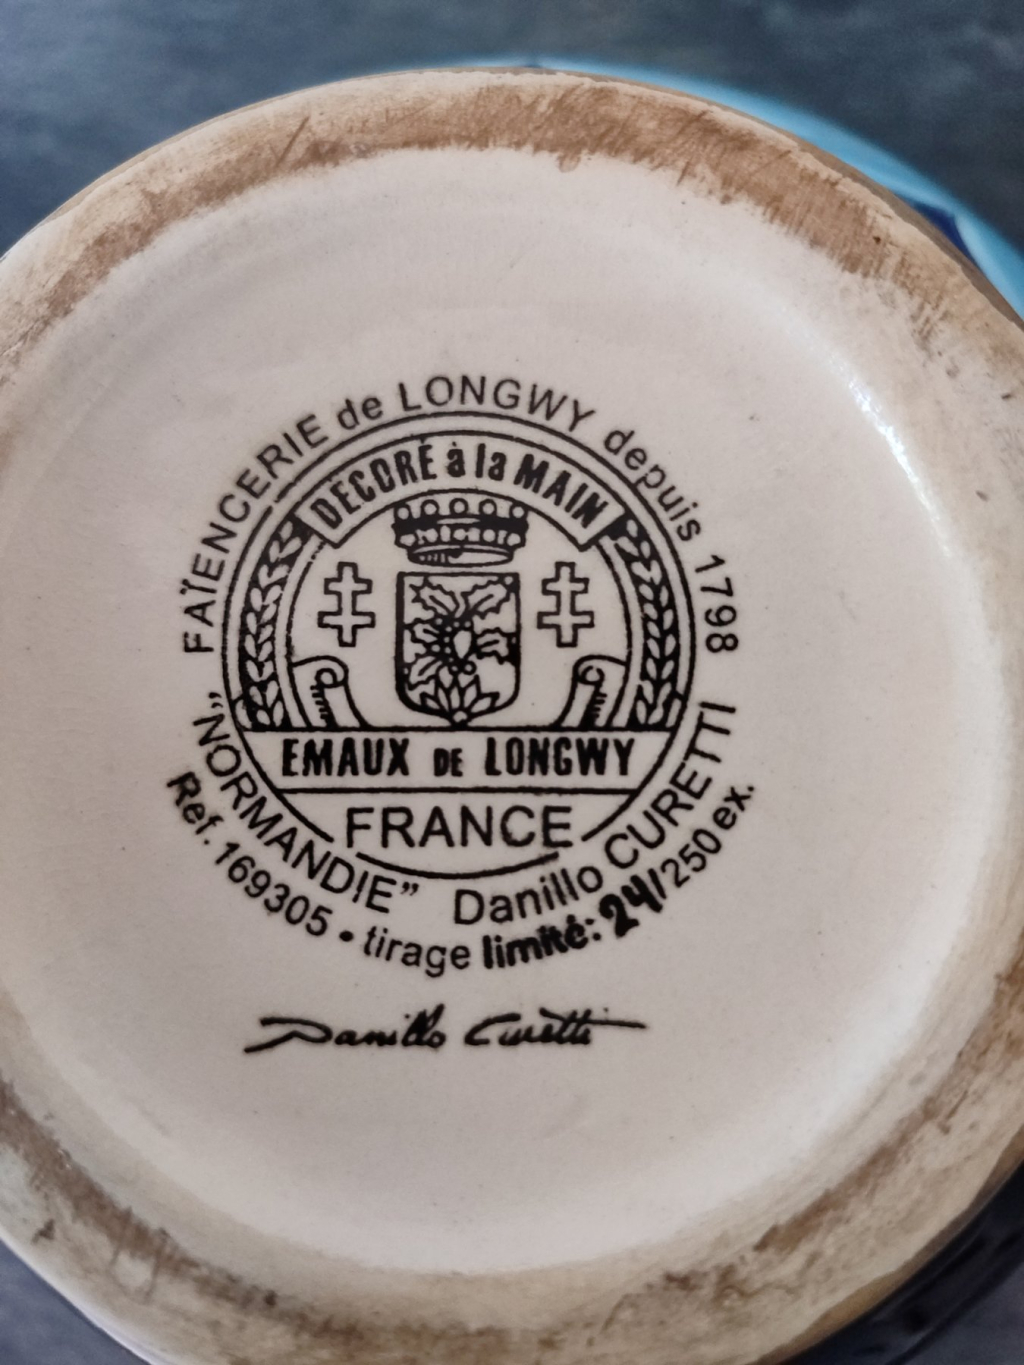 FAÏENCERIE de LONGWY depuis 1798
DÉCORÉ à la MAIN
EMAUX DE LONGWY
FRANCE
"NORMANDIE" Danillo CURETTI
Ref. 169305 • tirage limité: 24/250 ex.
Danillo Curetti